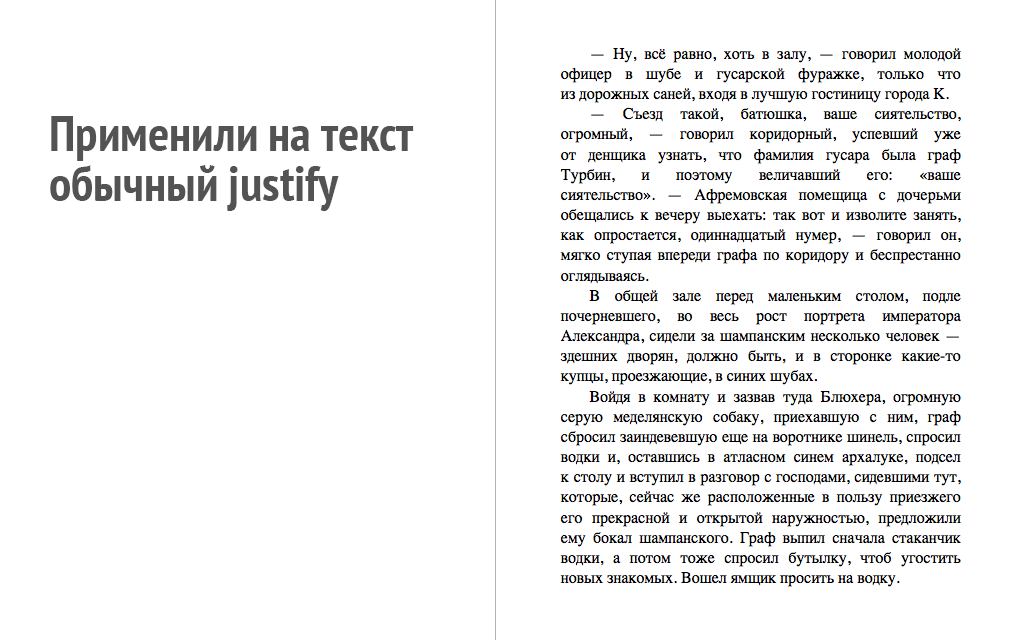 Применили на текст
обычный justify
— Ну, всё равно, хоть в залу, — говорил молодой
офицер в шубе и гусарской фуражке, только что
из дорожных саней, входя в лучшую гостиницу города К.
— Съезд такой, батюшка, ваше сиятельство,
огромный, — говорил коридорный, успевший уже
от денщика узнать, что фамилия гусара была граф
Турбин, и поэтому величавший его: «ваше
сиятельство». — Афремовская помещица с дочерьми
обещались к вечеру выехать: так вот и изволите занять,
как опростается, одиннадцатый нумер, — говорил он,
мягко ступая впереди графа по коридору и беспрестанно
оглядываясь.
В общей зале перед маленьким столом, подле
почерневшего, во весь рост портрета императора
Александра, сидели за шампанским несколько человек —
здешних дворян, должно быть, и в сторонке какие-то
купцы, проезжающие, в синих шубах.
Войдя в комнату и зазвав туда Блюхера, огромную
серую меделянскую собаку, приехавшую с ним, граф
сбросил заиндевевшую еще на воротнике шинель, спросил
водки и, оставшись в атласном синем архалуке, подсел
к столу и вступил в разговор с господами, сидевшими тут,
которые, сейчас же расположенные в пользу приезжего
его прекрасной и открытой наружностью, предложили
ему бокал шампанского. Граф выпил сначала стаканчик
водки, а потом тоже спросил бутылку, чтоб угостить
новых знакомых. Вошел ямщик просить на водку.